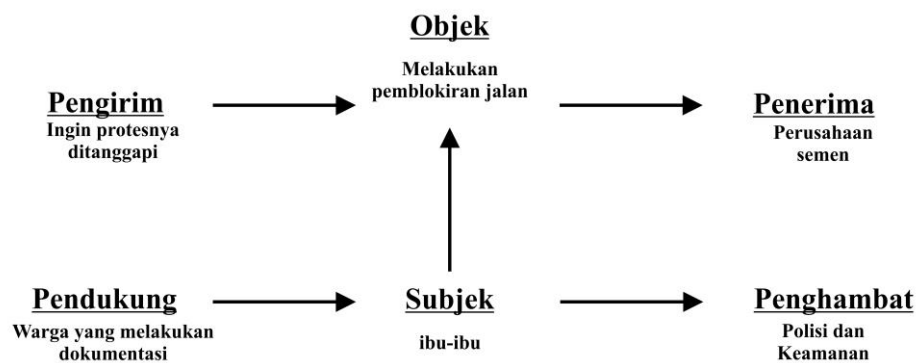 Objek
Melakukan
pemblokiran jalan
Pengirim
Ingin protesnya
ditanggapi
Penerima
Perusahaan
semen
Pendukung
Warga yang melakukan
dokumentasi
Subjek
ibu-ibu
Penghambat
Polisi dan
Keamanan